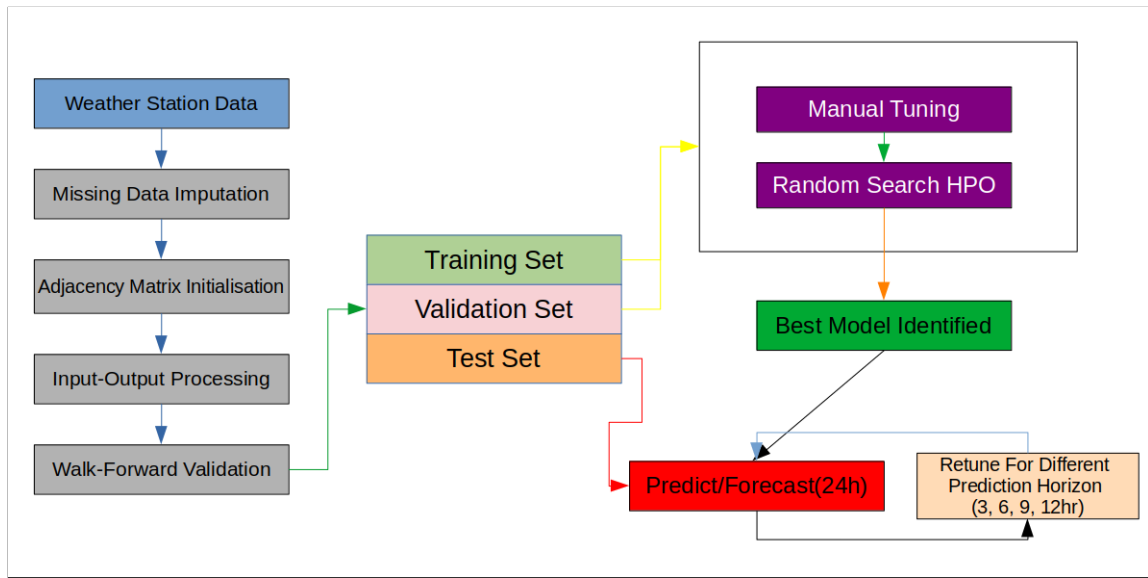 Weather Station Data
Missing Data Imputation
Adjacency Matrix Initialisation
Input-Output Processing
Walk-Forward Validation
Training Set
Validation Set
Test Set
Manual Tuning
Random Search HPO
Best Model Identified
Predict/Forecast(24h)
Retune For Different
Prediction Horizon
(3, 6, 9, 12hr)